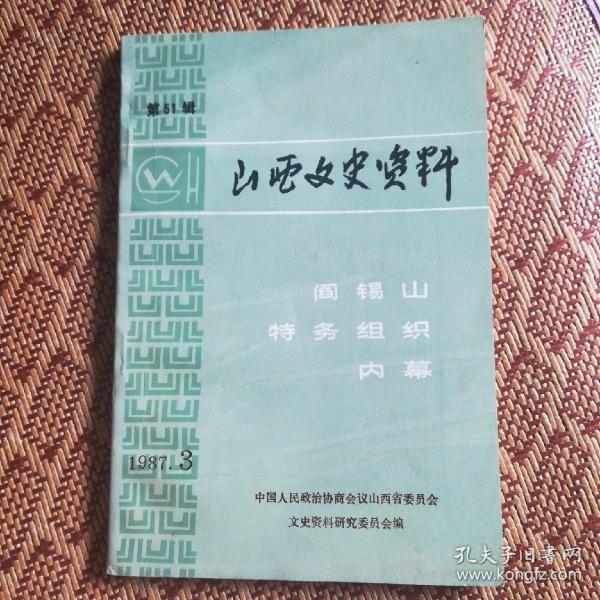 第51辑
山西文史资料
阎锡山
特务组织
内幕
1987.3
中国人民政治协商会议山西省委员会
文史资料研究委员会编
孔夫子旧书网
www.kongfz.com